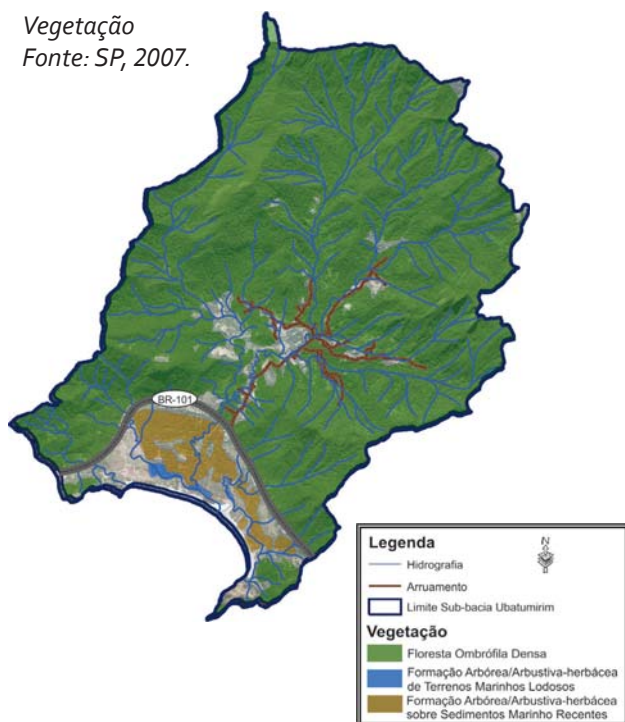 Vegetação
Fonte: SP, 2007.
BR-101
Legenda
N
Hidrografia
Arruamento
Limite Sub-bacia Ubatumirim
Vegetação
Floresta Ombrófila Densa
Formação Arbórea/Arbustiva-herbácea
de Terrenos Marinhos Lodosos
Formação Arbórea/Arbustiva-herbácea
sobre Sedimentos Marinho Recentes